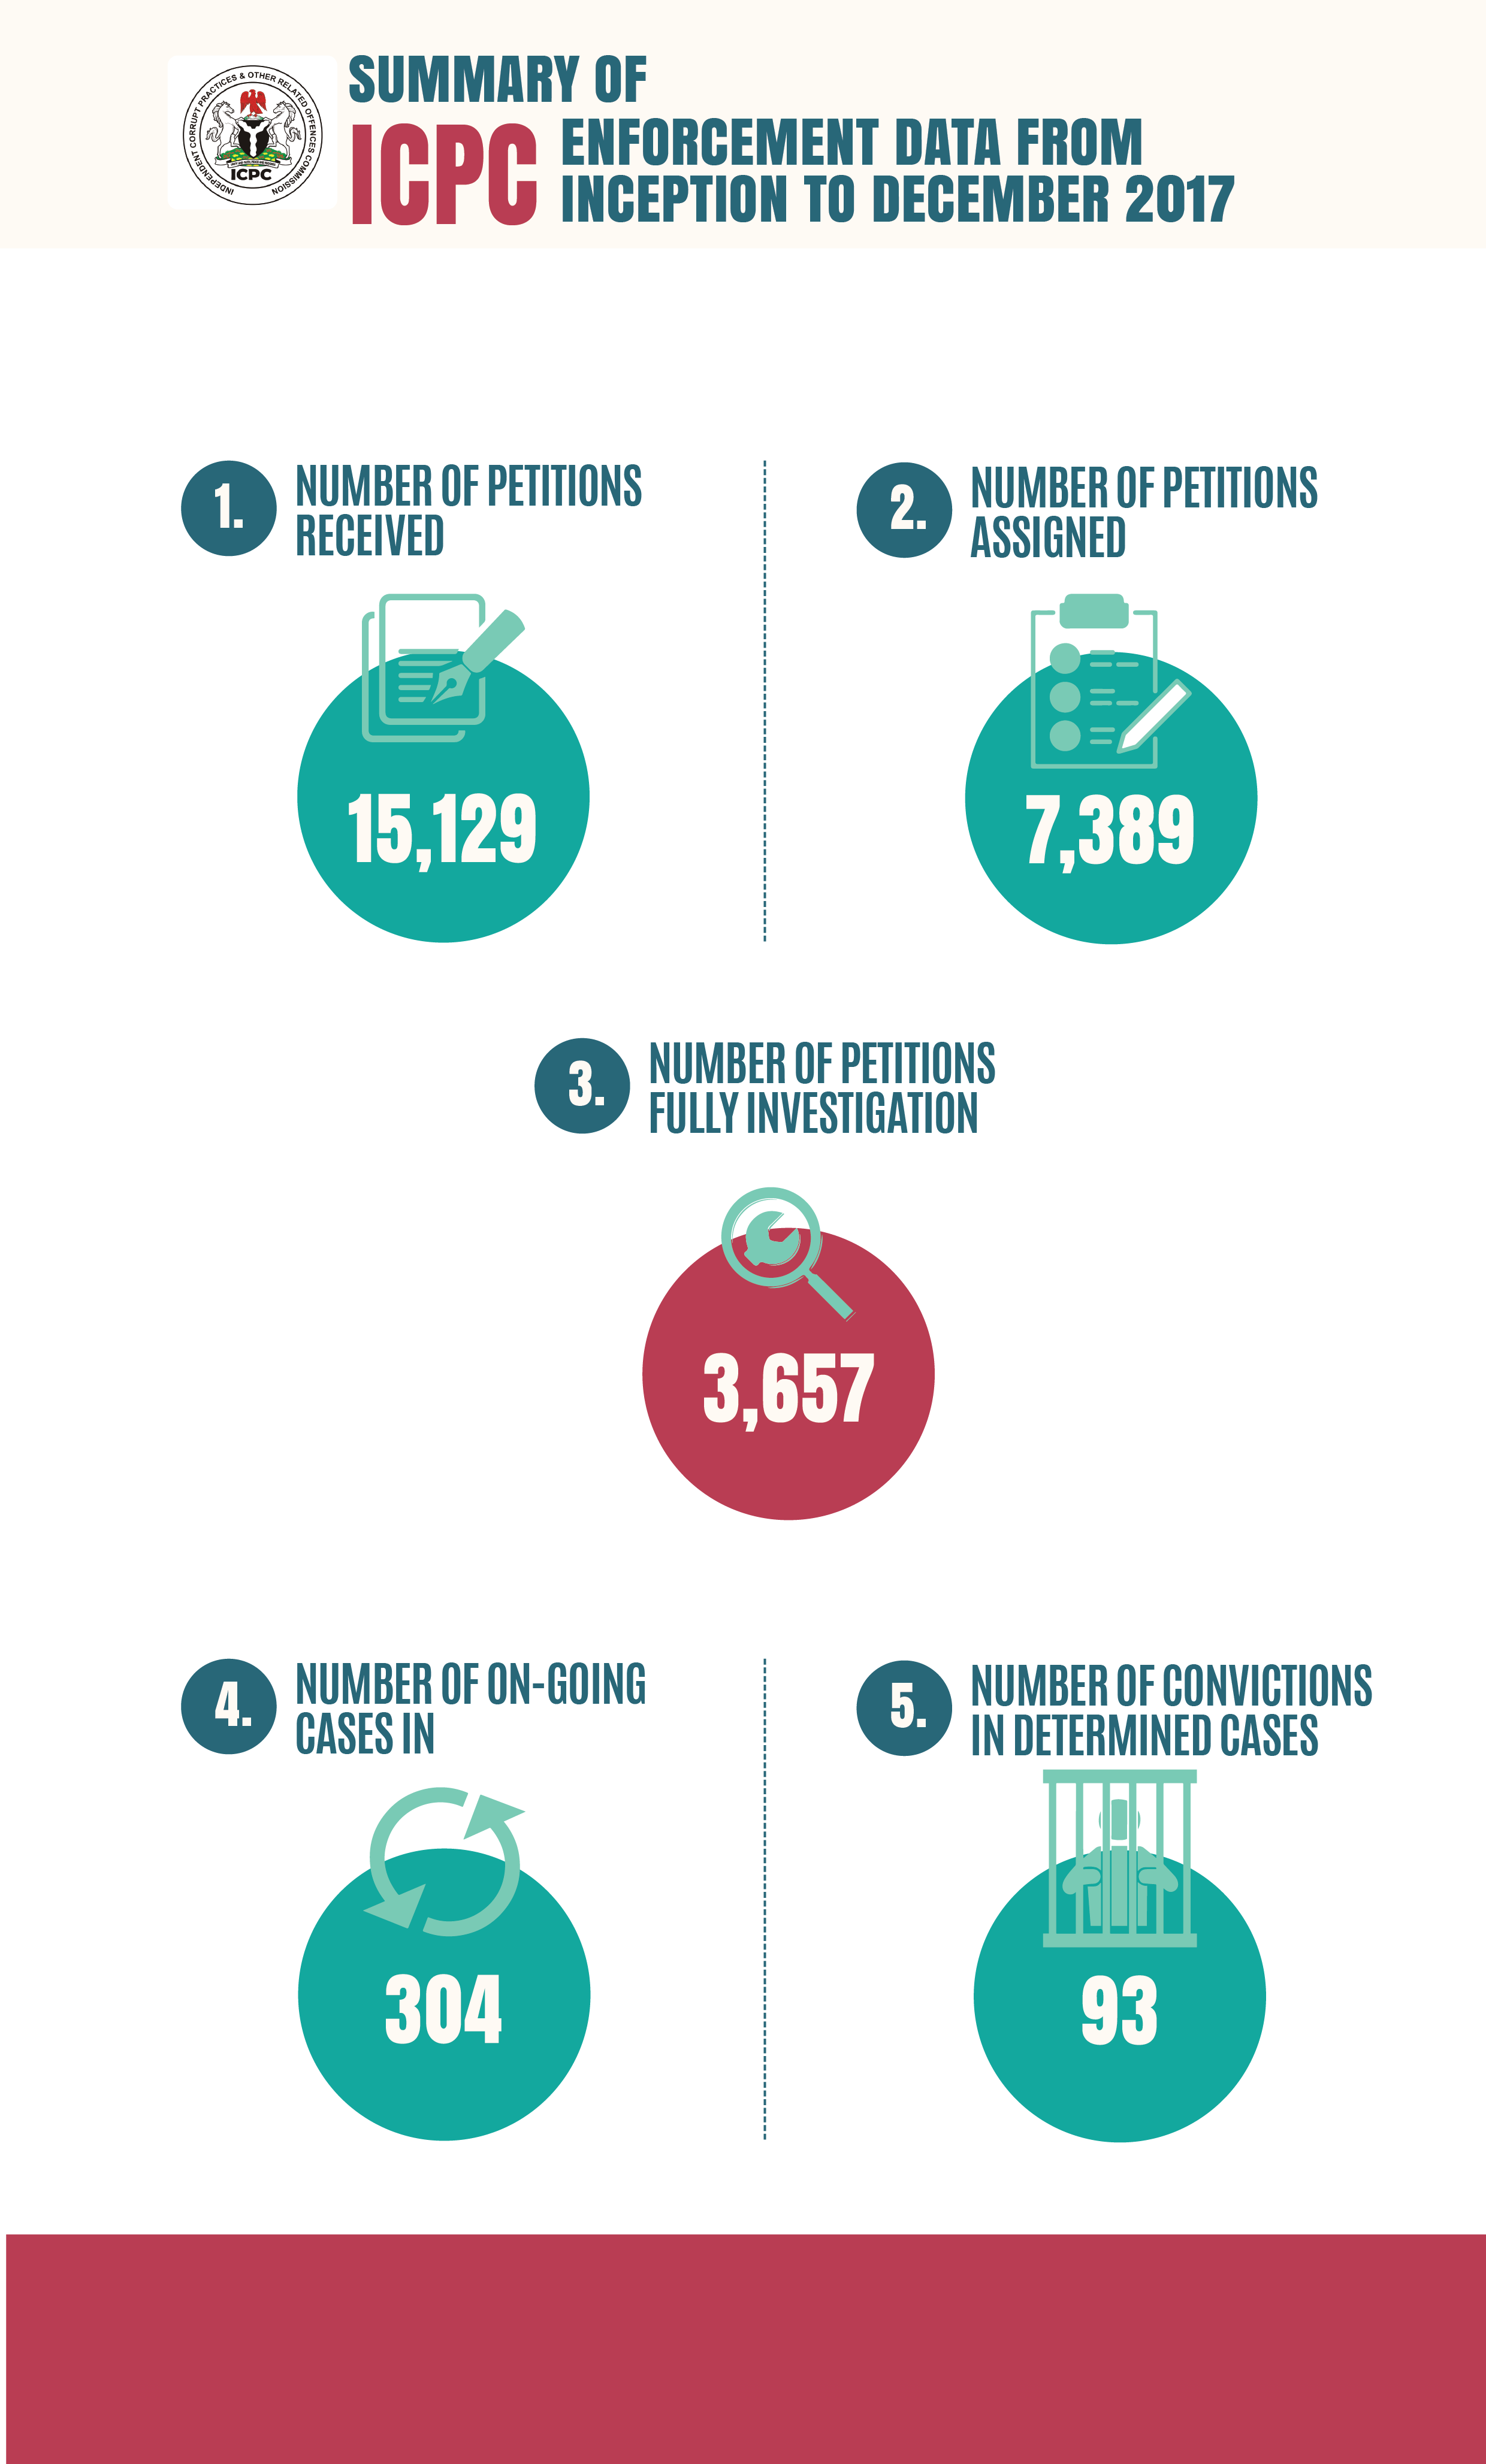 INDEPENDENT CORRUPT PRACTICES & OTHER RELATED OFFENCES COMMISSION
ICPC
SUMMARY OF
ICPC
ENFORCEMENT DATA FROM
INCEPTION TO DECEMBER 2017
1.
NUMBER OF PETITIONS
RECEIVED
15,129
2.
NUMBER OF PETITIONS
ASSIGNED
7,389
3.
NUMBER OF PETITIONS
FULLY INVESTIGATION
3,657
4.
NUMBER OF ON-GOING
CASES IN
304
5.
NUMBER OF CONVICTIONS
IN DETERMINED CASES
93